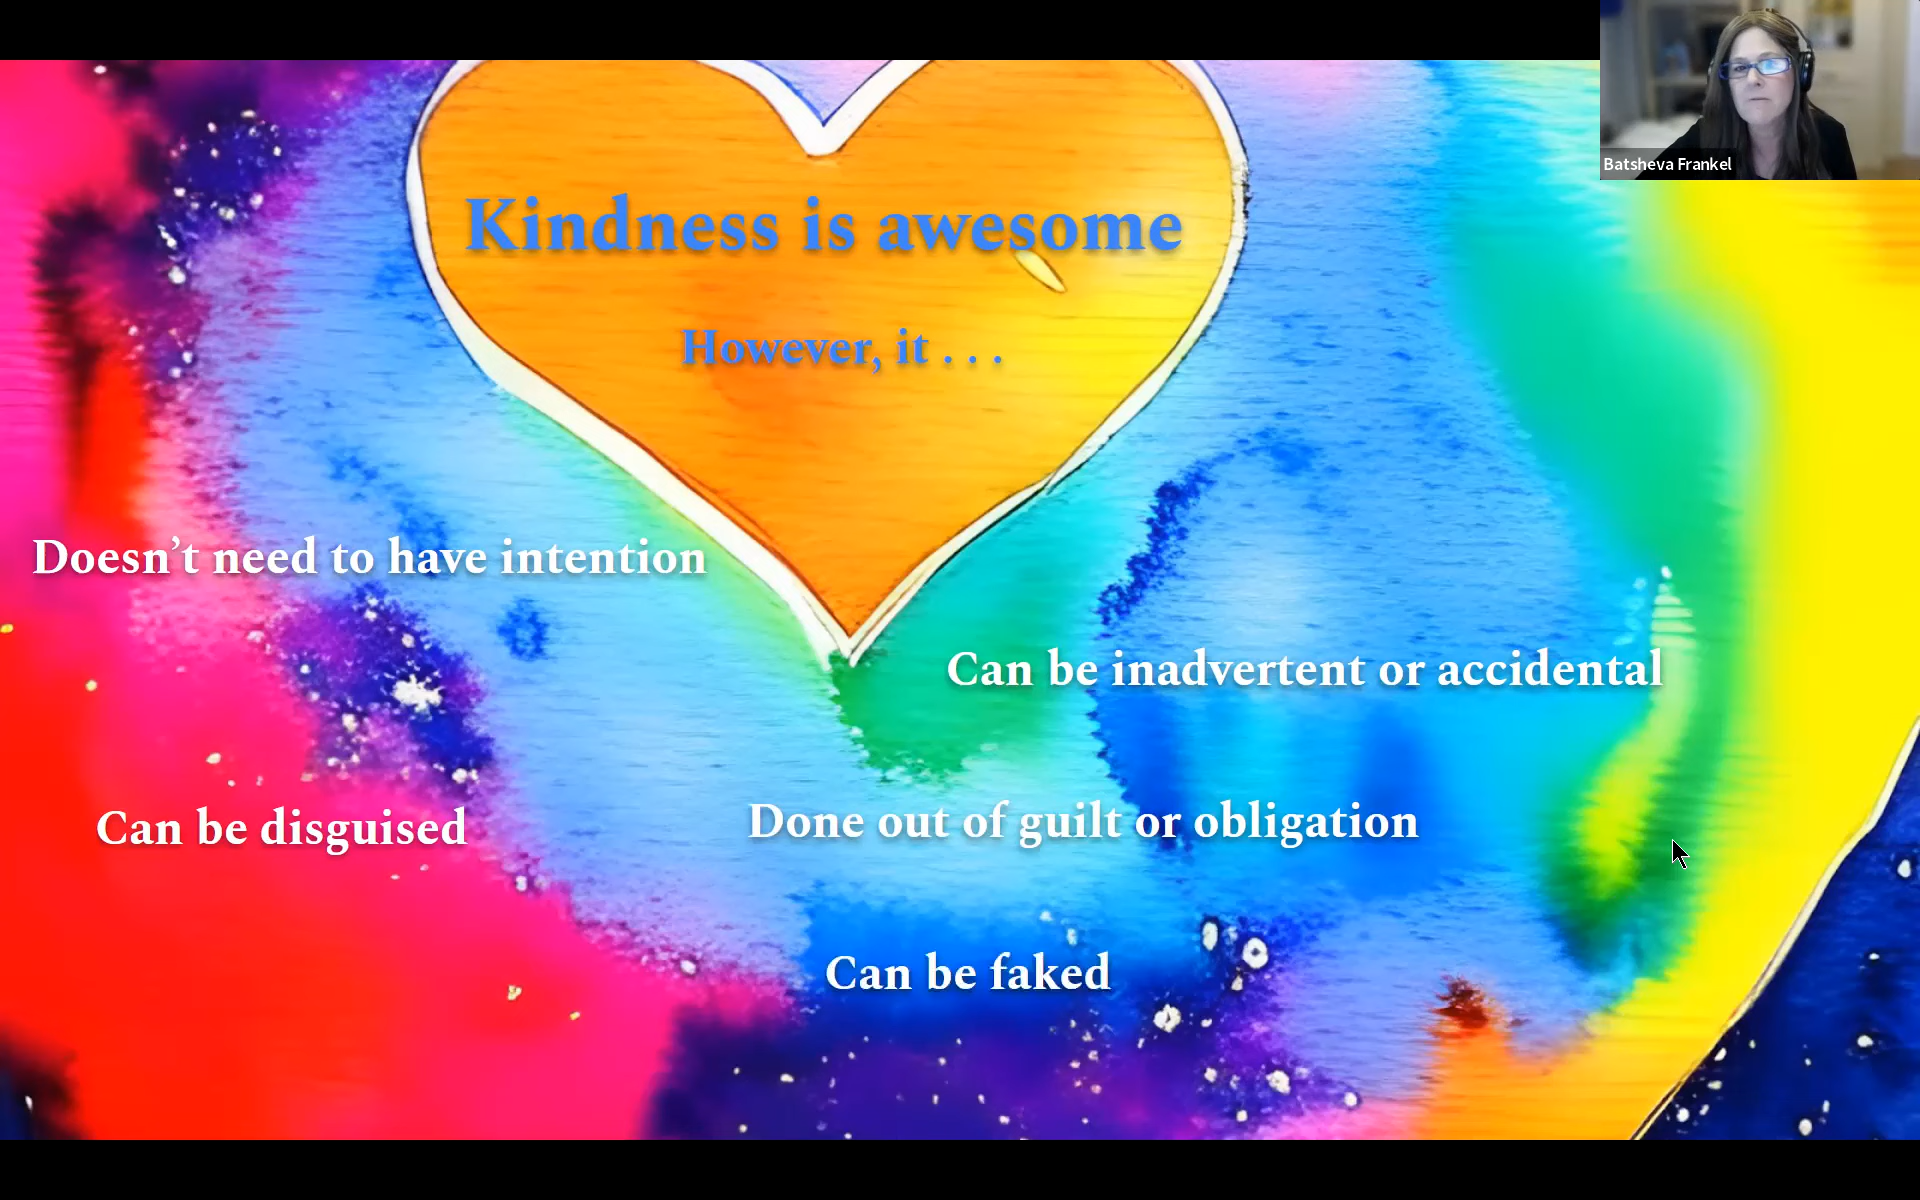 Batsheva Frankel
Kindness is awesome
However, it . . .
Doesn’t need to have intention
Can be inadvertent or accidental
Can be disguised
Done out of guilt or obligation
Can be faked